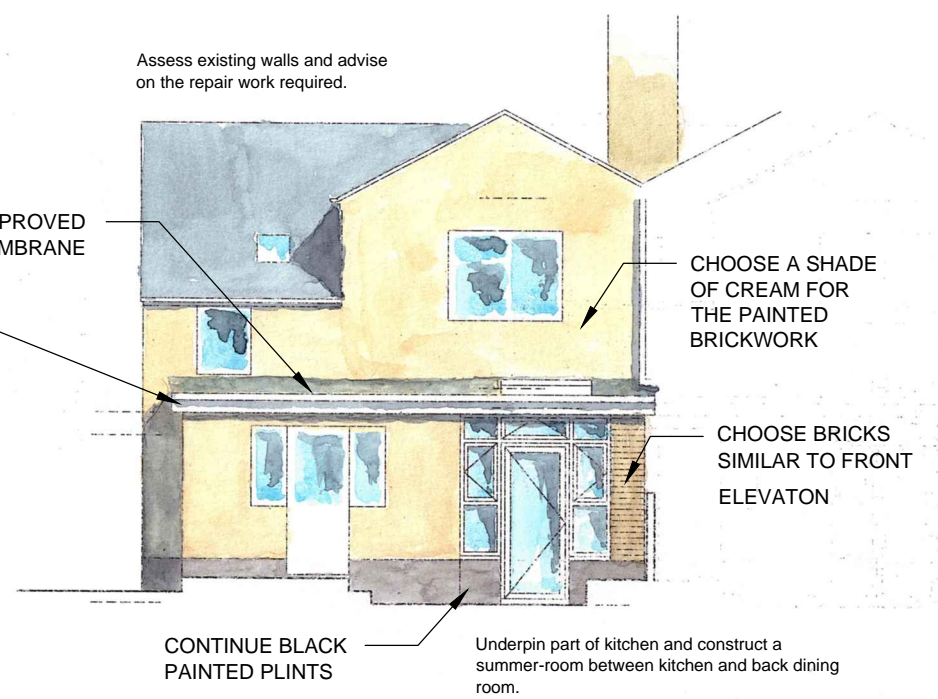 Assess existing walls and advise
on the repair work required.
PROVED
MBRANE
CHOOSE A SHADE
OF CREAM FOR
THE PAINTED
BRICKWORK
CHOOSE BRICKS
SIMILAR TO FRONT
ELEVATON
CONTINUE BLACK
PAINTED PLINTS
Underpin part of kitchen and construct a
summer-room between kitchen and back dining
room.